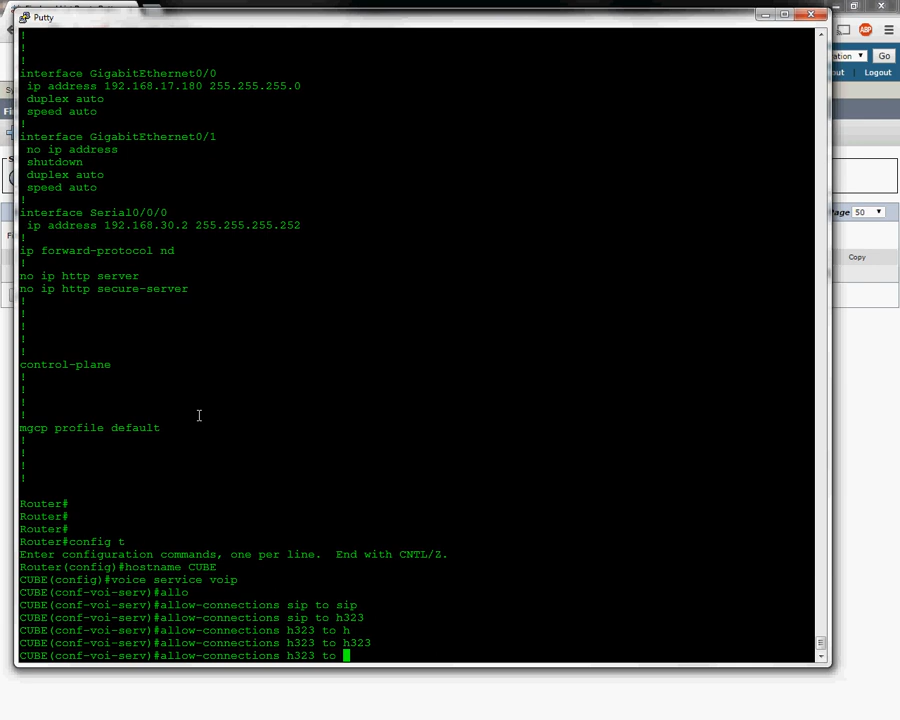 Putty
!
!
!
interface GigabitEthernet0/0
ip address 192.168.17.180 255.255.255.0
duplex auto
speed auto
!
interface GigabitEthernet0/1
no ip address
shutdown
duplex auto
speed auto
!
interface Serial0/0/0
ip address 192.168.30.2 255.255.255.252
!
ip forward-protocol nd
!
no ip http server
no ip http secure-server
!
!
!
!
!
control-plane
!
!
!
!
mgcp profile default
!
!
!
!
Router#
Router#
Router#
Router#config t
Enter configuration commands, one per line.  End with CNTL/Z.
Router(config)#hostname CUBE
CUBE(config)#voice service voip
CUBE(conf-voi-serv)#allo
CUBE(conf-voi-serv)#allow-connections sip to sip
CUBE(conf-voi-serv)#allow-connections sip to h323
CUBE(conf-voi-serv)#allow-connections h323 to h
CUBE(conf-voi-serv)#allow-connections h323 to h323
CUBE(conf-voi-serv)#allow-connections h323 to
ABP
Go
Logout
50
Copy